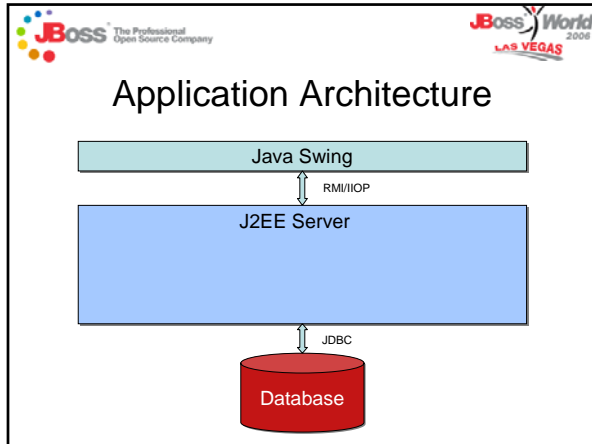 JBoss The Professional
Open Source Company
JBoss World
2006
LAS VEGAS
Application Architecture
Java Swing
RMI/IIOP
J2EE Server
JDBC
Database